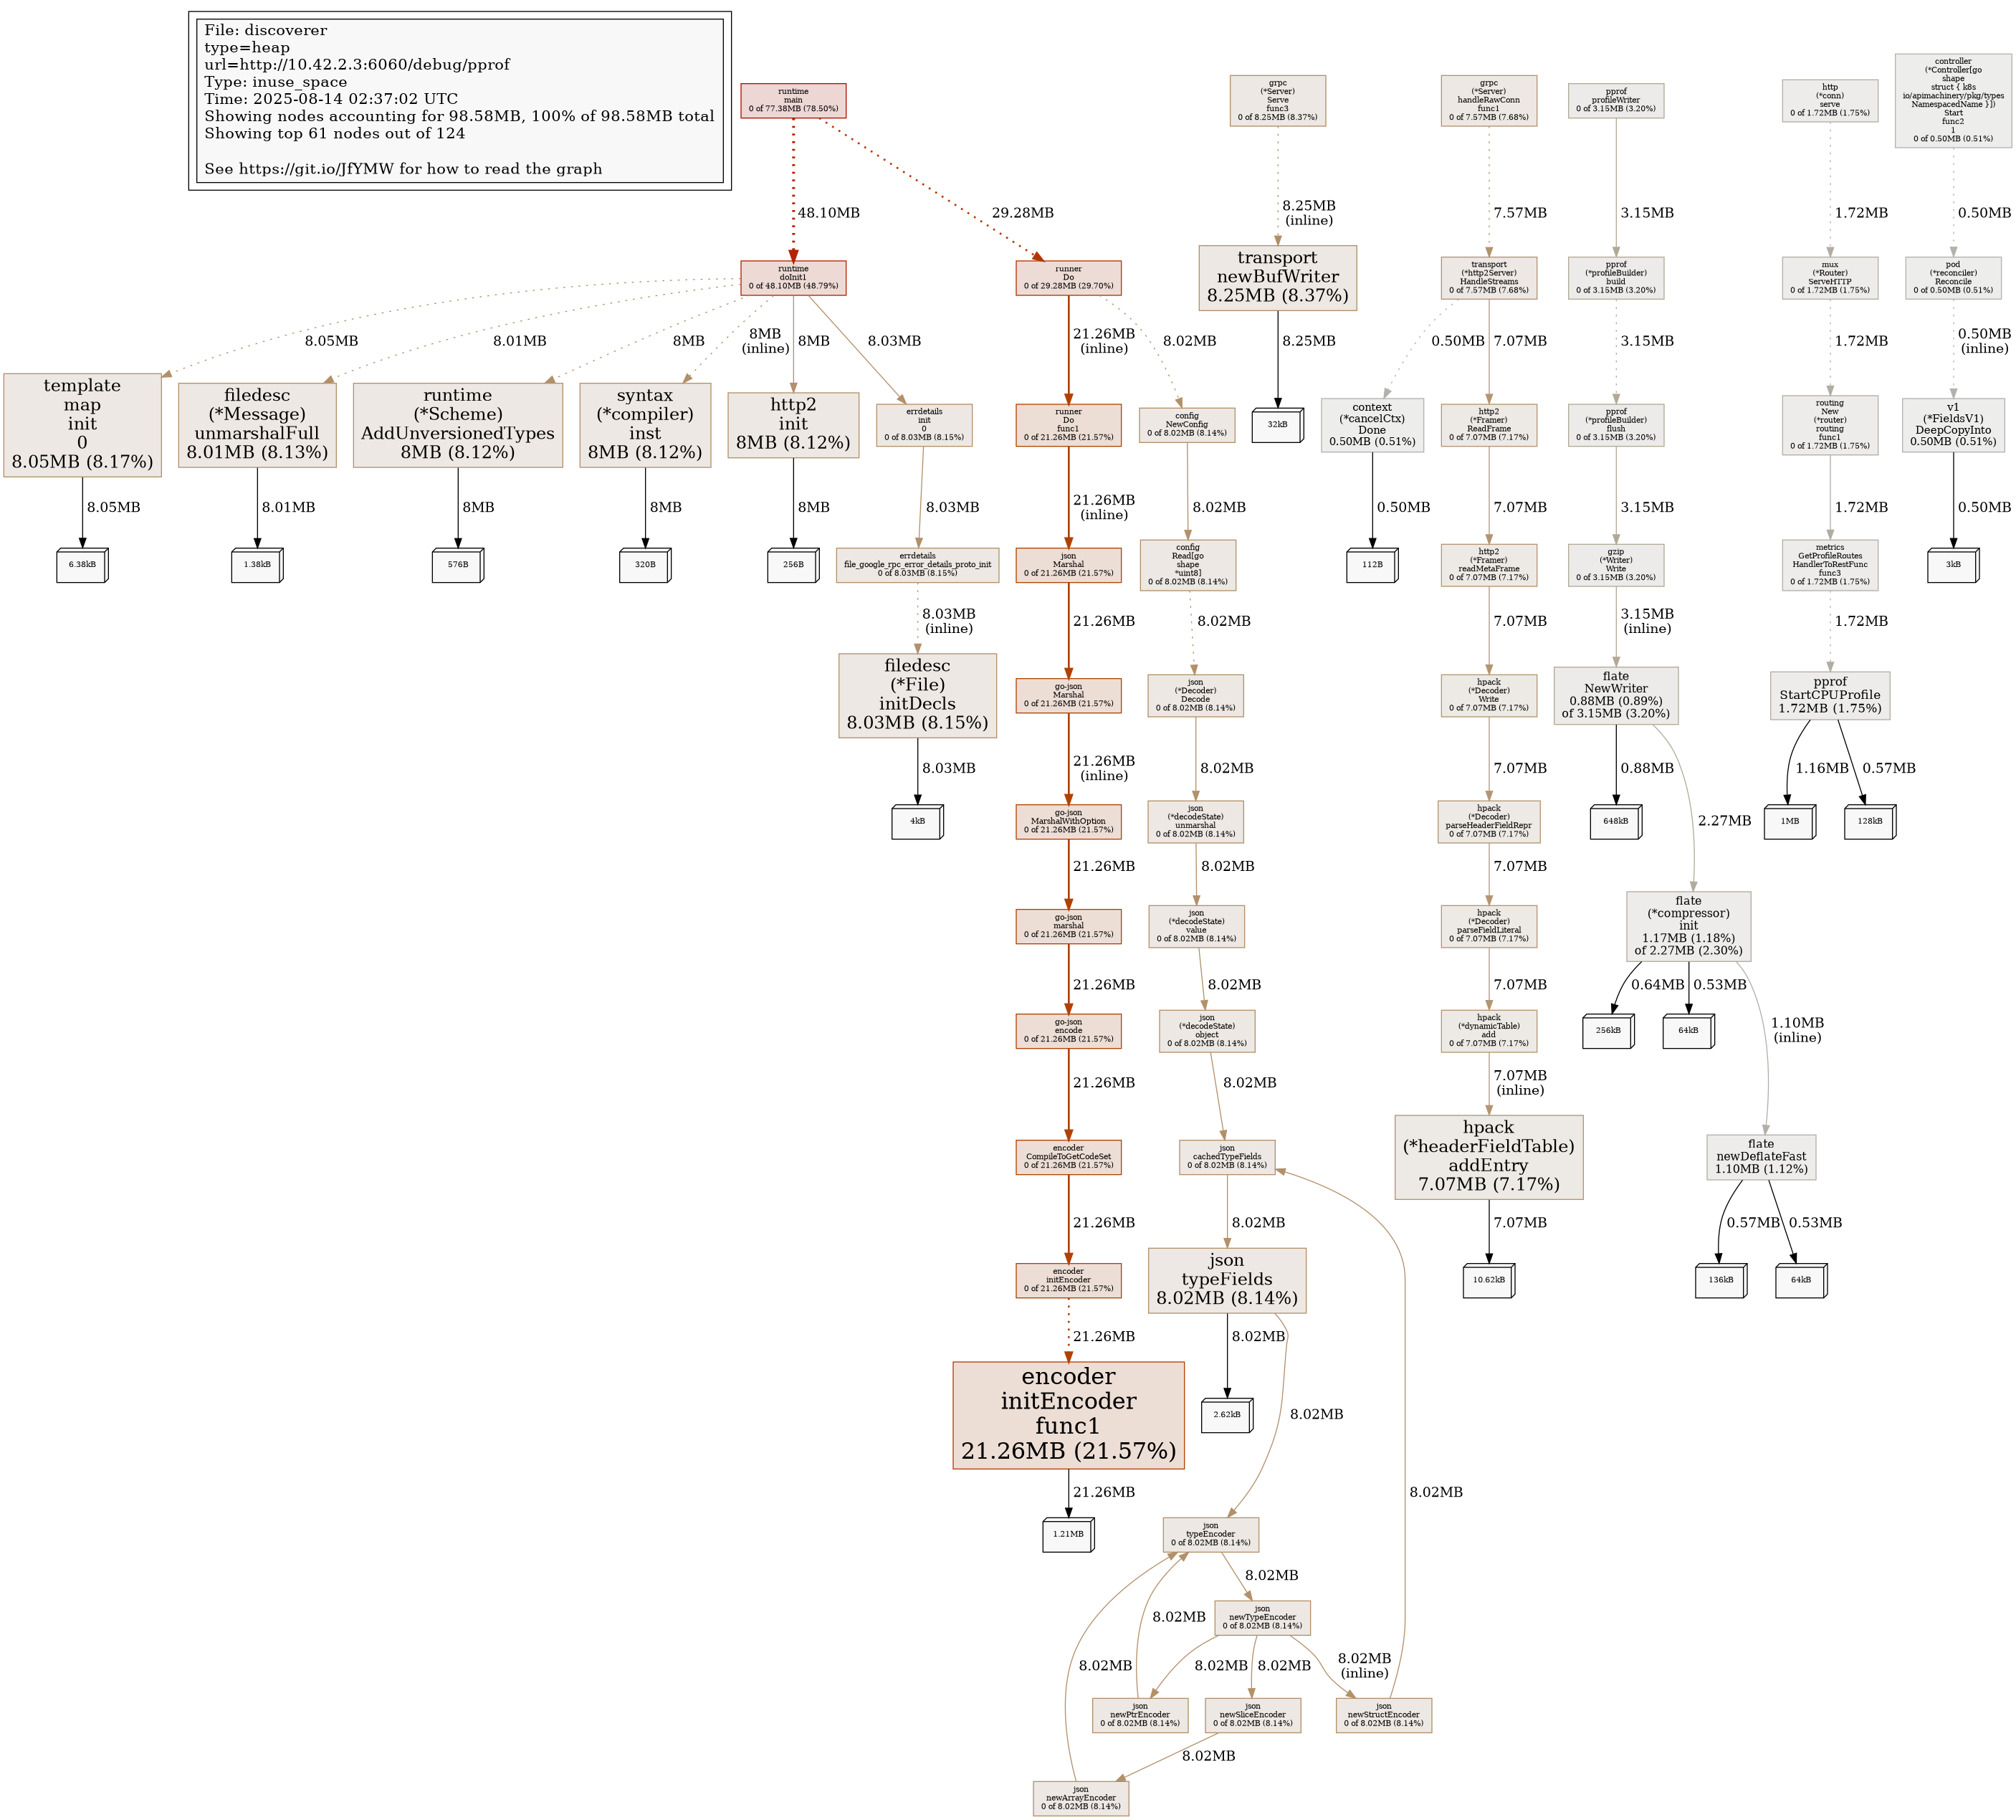 File: discoverer
type=heap
url=http://10.42.2.3:6060/debug/pprof
Type: inuse_space
Time: 2025-08-14 02:37:02 UTC
Showing nodes accounting for 98.58MB, 100% of 98.58MB total
Showing top 61 nodes out of 124
See https://git.io/JfYMW for how to read the graph
runtime
main
0 of 77.38MB (78.50%)
grpc
(*Server)
Serve
func3
0 of 8.25MB (8.37%)
grpc
(*Server)
handleRawConn
func1
0 of 7.57MB (7.68%)
pprof
profileWriter
0 of 3.15MB (3.20%)
http
(*conn)
serve
0 of 1.72MB (1.75%)
controller
(*Controller[go
shape
struct { k8s
io/apimachinery/pkg/types
NamespacedName }])
Start
func2
1
0 of 0.50MB (0.51%)
48.10MB
29.28MB
8.25MB
(inline)
7.57MB
3.15MB
1.72MB
0.50MB
runtime
doInit1
0 of 48.10MB (48.79%)
runner
Do
0 of 29.28MB (29.70%)
transport
newBufWriter
8.25MB (8.37%)
transport
(*http2Server)
HandleStreams
0 of 7.57MB (7.68%)
pprof
(*profileBuilder)
build
0 of 3.15MB (3.20%)
mux
(*Router)
ServeHTTP
0 of 1.72MB (1.75%)
pod
(*reconciler)
Reconcile
0 of 0.50MB (0.51%)
8.05MB
8.01MB
8MB
8MB
(inline)
8MB
8.03MB
21.26MB
(inline)
8.02MB
8.25MB
0.50MB
7.07MB
3.15MB
1.72MB
0.50MB
(inline)
template
map
init
0
8.05MB (8.17%)
filedesc
(*Message)
unmarshalFull
8.01MB (8.13%)
runtime
(*Scheme)
AddUnversionedTypes
8MB (8.12%)
syntax
(*compiler)
inst
8MB (8.12%)
http2
init
8MB (8.12%)
errdetails
init
0
0 of 8.03MB (8.15%)
runner
Do
func1
0 of 21.26MB (21.57%)
config
NewConfig
0 of 8.02MB (8.14%)
32kB
context
(*cancelCtx)
Done
0.50MB (0.51%)
http2
(*Framer)
ReadFrame
0 of 7.07MB (7.17%)
pprof
(*profileBuilder)
flush
0 of 3.15MB (3.20%)
routing
New
(*router)
routing
func1
0 of 1.72MB (1.75%)
v1
(*FieldsV1)
DeepCopyInto
0.50MB (0.51%)
8.05MB
8.01MB
8MB
8MB
8MB
8.03MB
21.26MB
(inline)
8.02MB
0.50MB
7.07MB
3.15MB
1.72MB
0.50MB
6.38kB
1.38kB
576B
320B
256B
errdetails
file_google_rpc_error_details_proto_init
0 of 8.03MB (8.15%)
json
Marshal
0 of 21.26MB (21.57%)
config
Read[go
shape
*uint8]
0 of 8.02MB (8.14%)
112B
http2
(*Framer)
readMetaFrame
0 of 7.07MB (7.17%)
gzip
(*Writer)
Write
0 of 3.15MB (3.20%)
metrics
GetProfileRoutes
HandlerToRestFunc
func3
0 of 1.72MB (1.75%)
3kB
8.03MB
(inline)
21.26MB
8.02MB
7.07MB
3.15MB
(inline)
1.72MB
filedesc
(*File)
initDecls
8.03MB (8.15%)
go-json
Marshal
0 of 21.26MB (21.57%)
json
(*Decoder)
Decode
0 of 8.02MB (8.14%)
hpack
(*Decoder)
Write
0 of 7.07MB (7.17%)
flate
NewWriter
0.88MB (0.89%)
of 3.15MB (3.20%)
pprof
StartCPUProfile
1.72MB (1.75%)
8.03MB
21.26MB
(inline)
8.02MB
7.07MB
0.88MB
2.27MB
1.16MB
0.57MB
4kB
go-json
MarshalWithOption
0 of 21.26MB (21.57%)
json
(*decodeState)
unmarshal
0 of 8.02MB (8.14%)
hpack
(*Decoder)
parseHeaderFieldRepr
0 of 7.07MB (7.17%)
648kB
1MB
128kB
21.26MB
8.02MB
7.07MB
go-json
marshal
0 of 21.26MB (21.57%)
json
(*decodeState)
value
0 of 8.02MB (8.14%)
hpack
(*Decoder)
parseFieldLiteral
0 of 7.07MB (7.17%)
flate
(*compressor)
init
1.17MB (1.18%)
of 2.27MB (2.30%)
21.26MB
8.02MB
7.07MB
0.64MB
0.53MB
1.10MB
(inline)
go-json
encode
0 of 21.26MB (21.57%)
json
(*decodeState)
object
0 of 8.02MB (8.14%)
hpack
(*dynamicTable)
add
0 of 7.07MB (7.17%)
256kB
64kB
21.26MB
8.02MB
7.07MB
(inline)
encoder
CompileToGetCodeSet
0 of 21.26MB (21.57%)
json
cachedTypeFields
0 of 8.02MB (8.14%)
hpack
(*headerFieldTable)
addEntry
7.07MB (7.17%)
flate
newDeflateFast
1.10MB (1.12%)
21.26MB
8.02MB
7.07MB
0.57MB
0.53MB
encoder
initEncoder
0 of 21.26MB (21.57%)
json
typeFields
8.02MB (8.14%)
10.62kB
136kB
64kB
21.26MB
8.02MB
8.02MB
encoder
initEncoder
func1
21.26MB (21.57%)
2.62kB
21.26MB
8.02MB
1.21MB
json
typeEncoder
0 of 8.02MB (8.14%)
8.02MB
json
newTypeEncoder
0 of 8.02MB (8.14%)
8.02MB
8.02MB
8.02MB
8.02MB
8.02MB
(inline)
json
newPtrEncoder
0 of 8.02MB (8.14%)
json
newSliceEncoder
0 of 8.02MB (8.14%)
json
newStructEncoder
0 of 8.02MB (8.14%)
8.02MB
json
newArrayEncoder
0 of 8.02MB (8.14%)